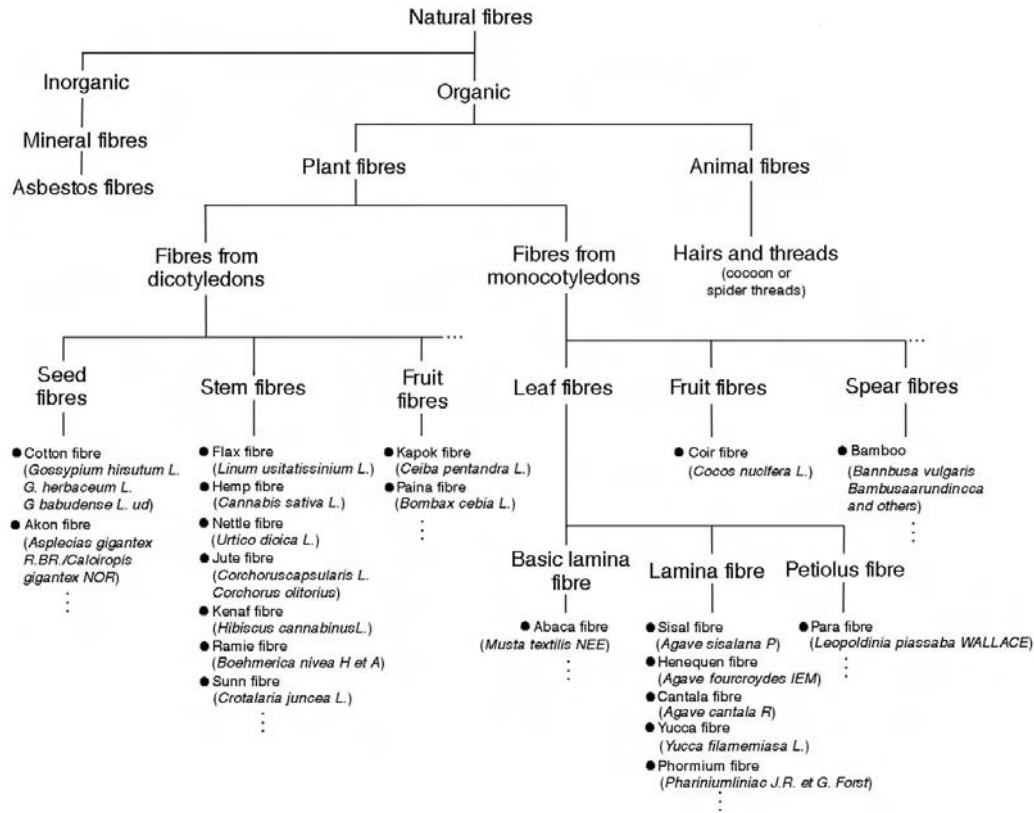 Natural fibres
Inorganic
Organic
Mineral fibres
Asbestos fibres
Plant fibres
Animal fibres
Fibres from
dicotyledons
Fibres from
monocotyledons
Hairs and threads
(cocoon or
spider threads)
...
...
Seed
fibres
Stem fibres
Fruit
fibres
Leaf fibres
Fruit fibres
Spear fibres
● Cotton fibre
(Gossypium hirsutum L.
G. herbaceum L.
G babudense L. ud
● Akon fibre
(Asplecias gigantex
R.BR./Caloiropis
gigantex NOR)
⋮
● Flax fibre
(Linum usitatissinium L.)
● Hemp fibre
(Cannabis sativa L.)
● Nettle fibre
(Urtico dioica L.)
● Jute fibre
(Corchoruscapsularis L.
Corchorus olitorius)
● Kenaf fibre
(Hibiscus cannabinusL.)
● Ramie fibre
(Boehmerica nivea H et A)
● Sunn fibre
(Crotalaria juncea L.)
⋮
● Kapok fibre
(Ceiba pentandra L.)
● Paina fibre
(Bombax cebia L.)
⋮
● Coir fibre
(Cocos nucifera L.)
● Bamboo
(Bannbusa vulgaris
Bambusaarundincca
and others)
⋮
Basic lamina
fibre
Lamina fibre
Petiolus fibre
● Abaca fibre
(Musta textilis NEE)
⋮
● Sisal fibre
(Agave sisalana P)
● Henequen fibre
(Agave fourcroydes IEM)
● Cantala fibre
(Agave cantala R)
● Yucca fibre
(Yucca filamemiasa L.)
● Phormium fibre
(Phariniumliniac J.R. et G. Forst)
⋮
● Para fibre
(Leopoldinia piassaba WALLACE)
⋮